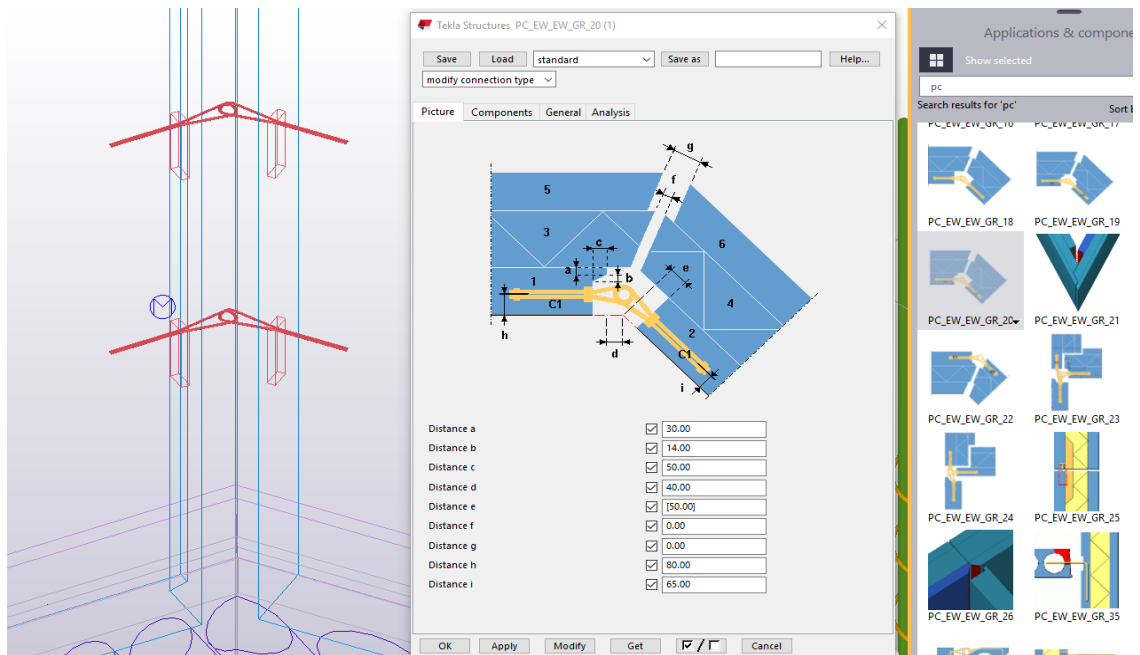 Tekla Structures PC_EW_EW_GR_20 (1)
Save Load standard Save as Help...
modify connection type
Picture Components General Analysis
g
f
5
6
3
c
a
b
e
1
4
C1
2
h
d
C1
i
Distance a 30.00
Distance b 14.00
Distance c 50.00
Distance d 40.00
Distance e [50.00]
Distance f 0.00
Distance g 0.00
Distance h 80.00
Distance i 65.00
OK Apply Modify Get / Cancel
Applications & compone
Show selected
pc
Search results for 'pc' Sort b
PC_EW_EW_GR_16 PC_EW_EW_GR_17
PC_EW_EW_GR_18 PC_EW_EW_GR_19
PC_EW_EW_GR_20 PC_EW_EW_GR_21
PC_EW_EW_GR_22 PC_EW_EW_GR_23
PC_EW_EW_GR_24 PC_EW_EW_GR_25
PC_EW_EW_GR_26 PC_EW_EW_GR_35